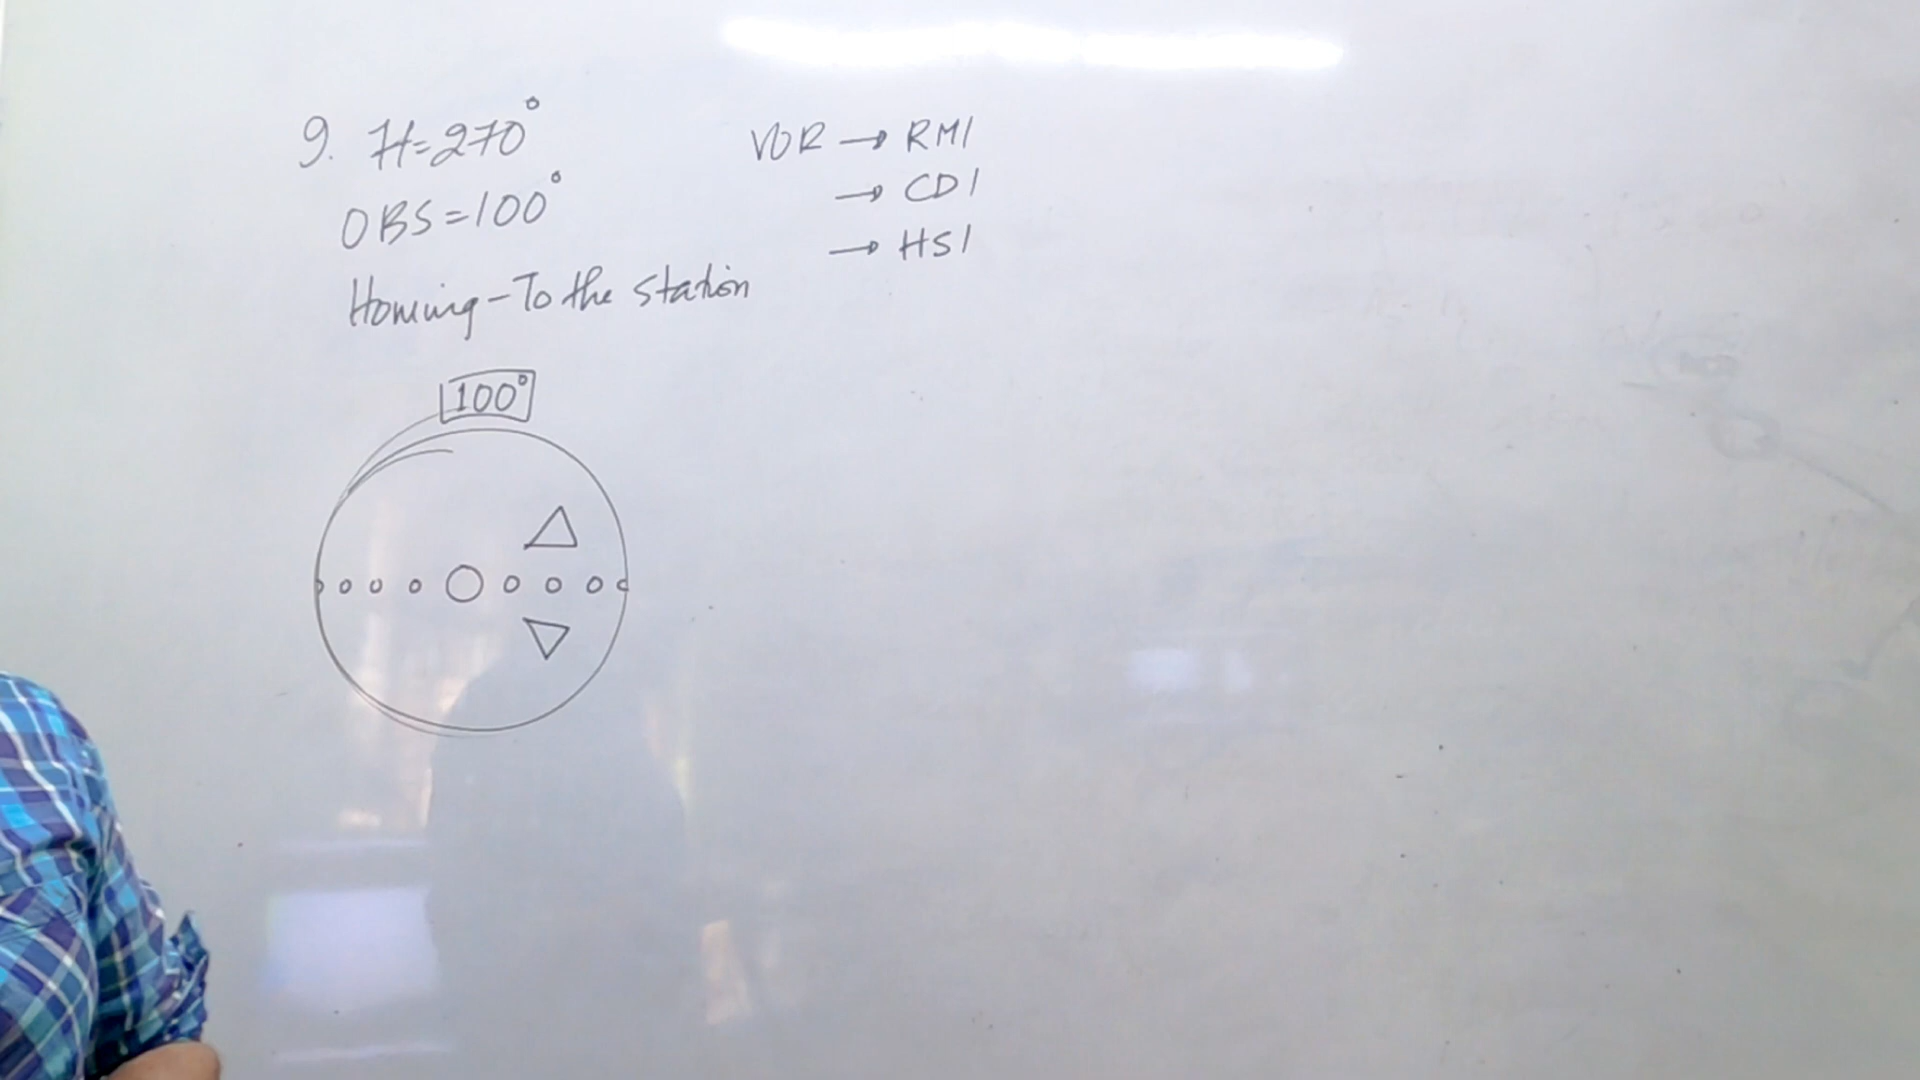 9. H=270°
OBS=100°
Homing-To the station
VOR → RMI
→ CDI
→ HSI
100°